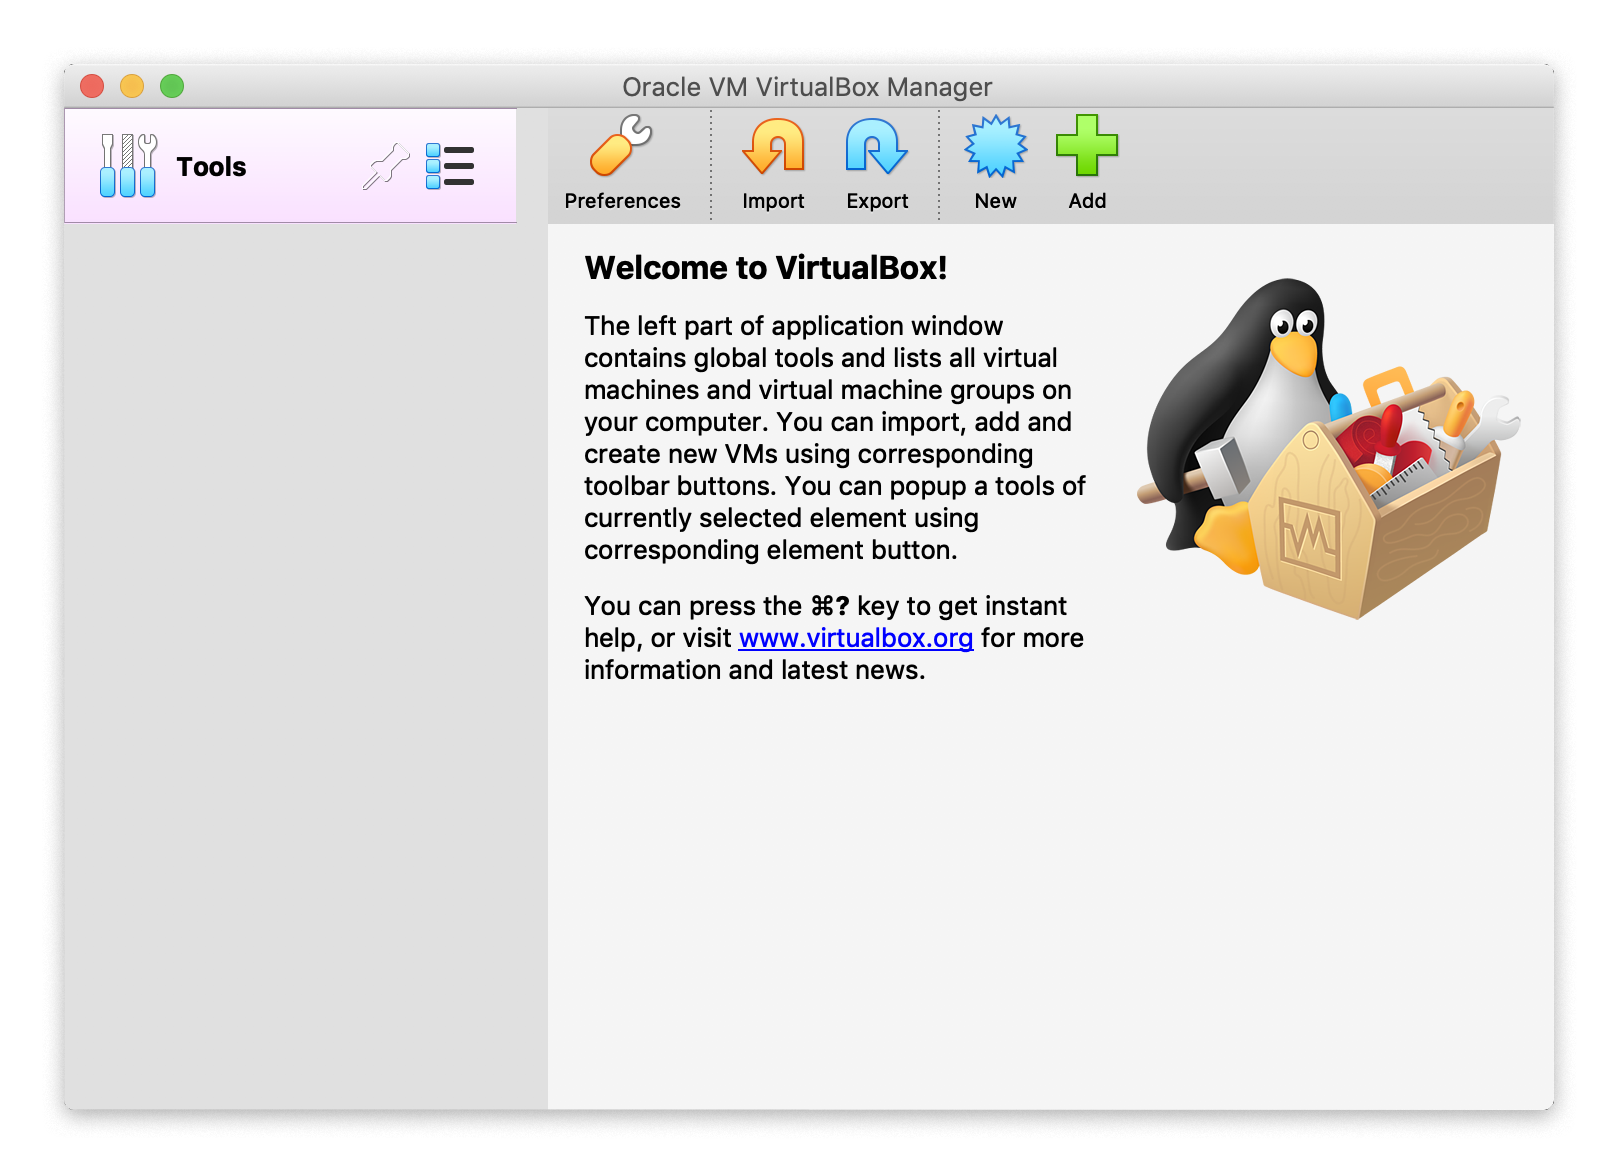 Oracle VM VirtualBox Manager
Tools
Preferences
Import
Export
New
Add
Welcome to VirtualBox!
The left part of application window
contains global tools and lists all virtual
machines and virtual machine groups on
your computer. You can import, add and
create new VMs using corresponding
toolbar buttons. You can popup a tools of
currently selected element using
corresponding element button.
You can press the ⌘? key to get instant
help, or visit www.virtualbox.org for more
information and latest news.